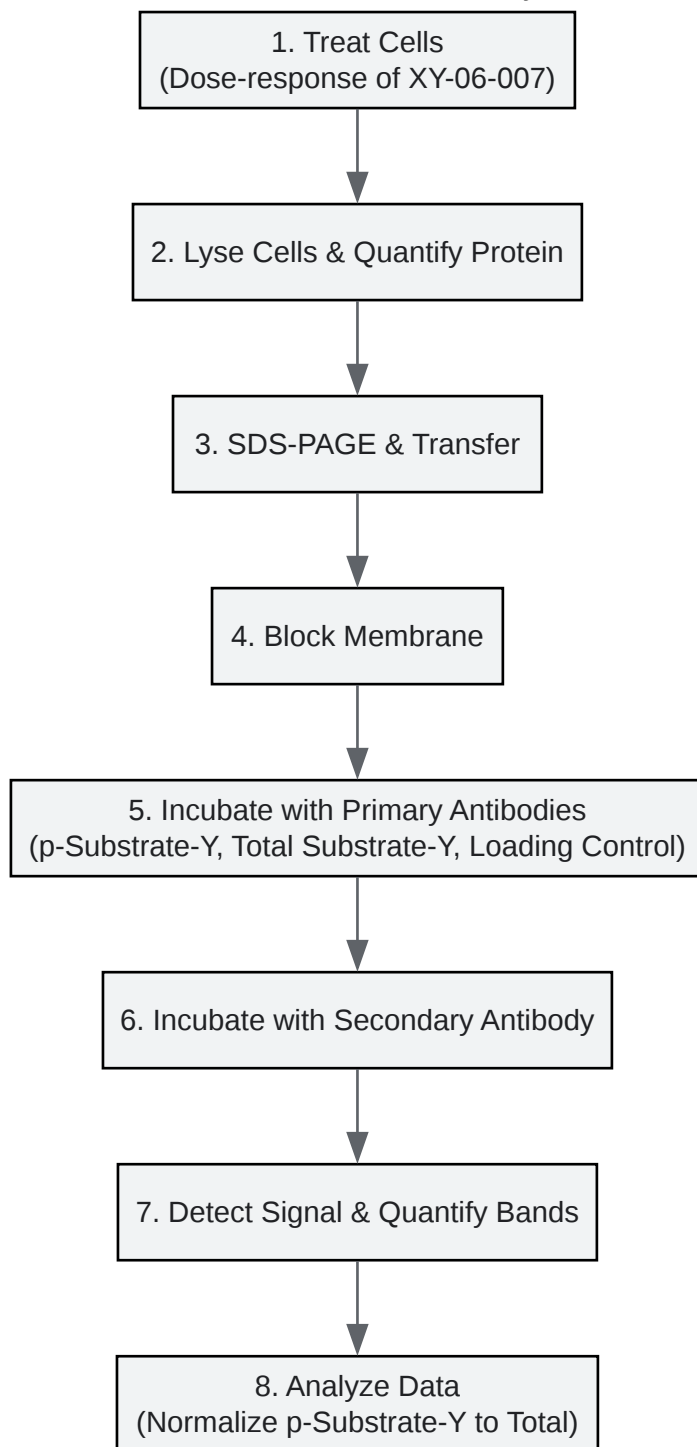 1. Treat Cells
(Dose-response of XY-06-007)
2. Lyse Cells & Quantify Protein
3. SDS-PAGE & Transfer
4. Block Membrane
5. Incubate with Primary Antibodies
(p-Substrate-Y, Total Substrate-Y, Loading Control)
6. Incubate with Secondary Antibody
7. Detect Signal & Quantify Bands
8. Analyze Data
(Normalize p-Substrate-Y to Total)